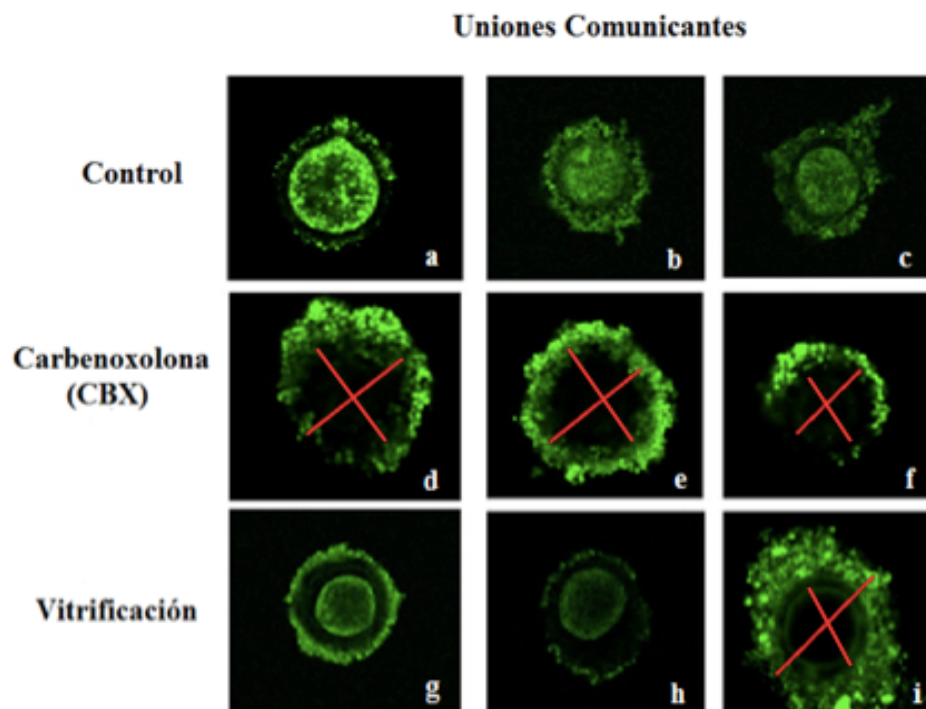 Uniones Comunicantes
Control
a
b
c
Carbenoxolona
(CBX)
d
e
f
Vitrificación
g
h
i